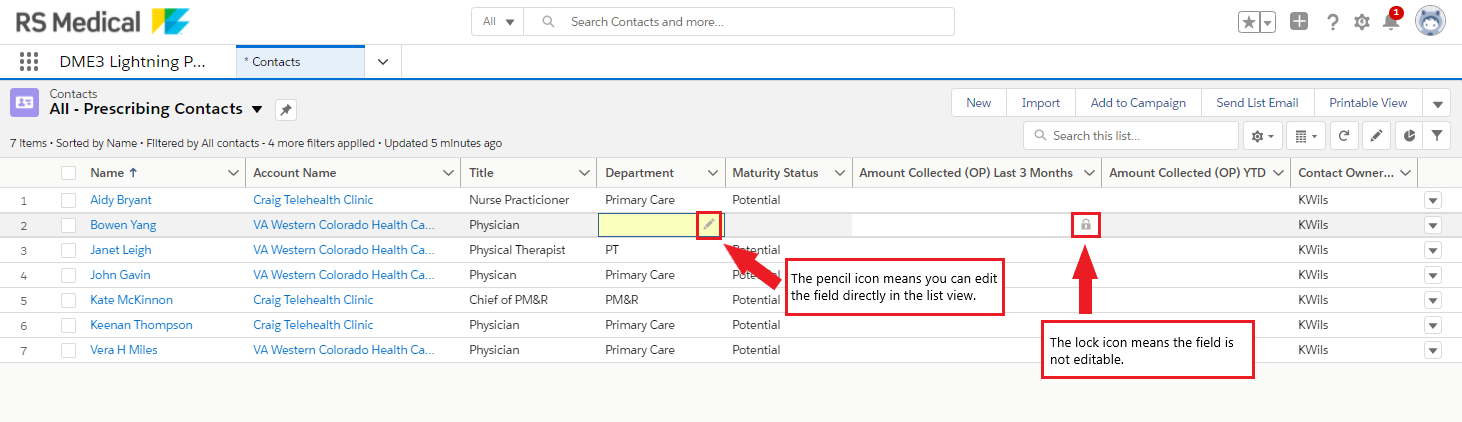 RS Medical
All Search Contacts and more...
1
DME3 Lightning P... * Contacts
Contacts
All - Prescribing Contacts
New Import Add to Campaign Send List Email Printable View
7 items • Sorted by Name • Filtered by All contacts - 4 more filters applied • Updated 5 minutes ago
Search this list...
Name Account Name Title Department Maturity Status Amount Collected (OP) Last 3 Months Amount Collected (OP) YTD Contact Owner...
1 Aidy Bryant Craig Telehealth Clinic Nurse Practicioner Primary Care Potential KWils
2 Bowen Yang VA Western Colorado Health Ca... Physician KWils
3 Janet Leigh VA Western Colorado Health Ca... Physical Therapist PT Potential KWils
4 John Gavin VA Western Colorado Health Ca... Physican Primary Care Potential KWils
5 Kate McKinnon Craig Telehealth Clinic Chief of PM&R PM&R Potential KWils
6 Keenan Thompson Craig Telehealth Clinic Physician Primary Care Potential KWils
7 Vera H Miles VA Western Colorado Health Ca... Physician Primary Care Potential KWils
The pencil icon means you can edit
the field directly in the list view.
The lock icon means the field is
not editable.